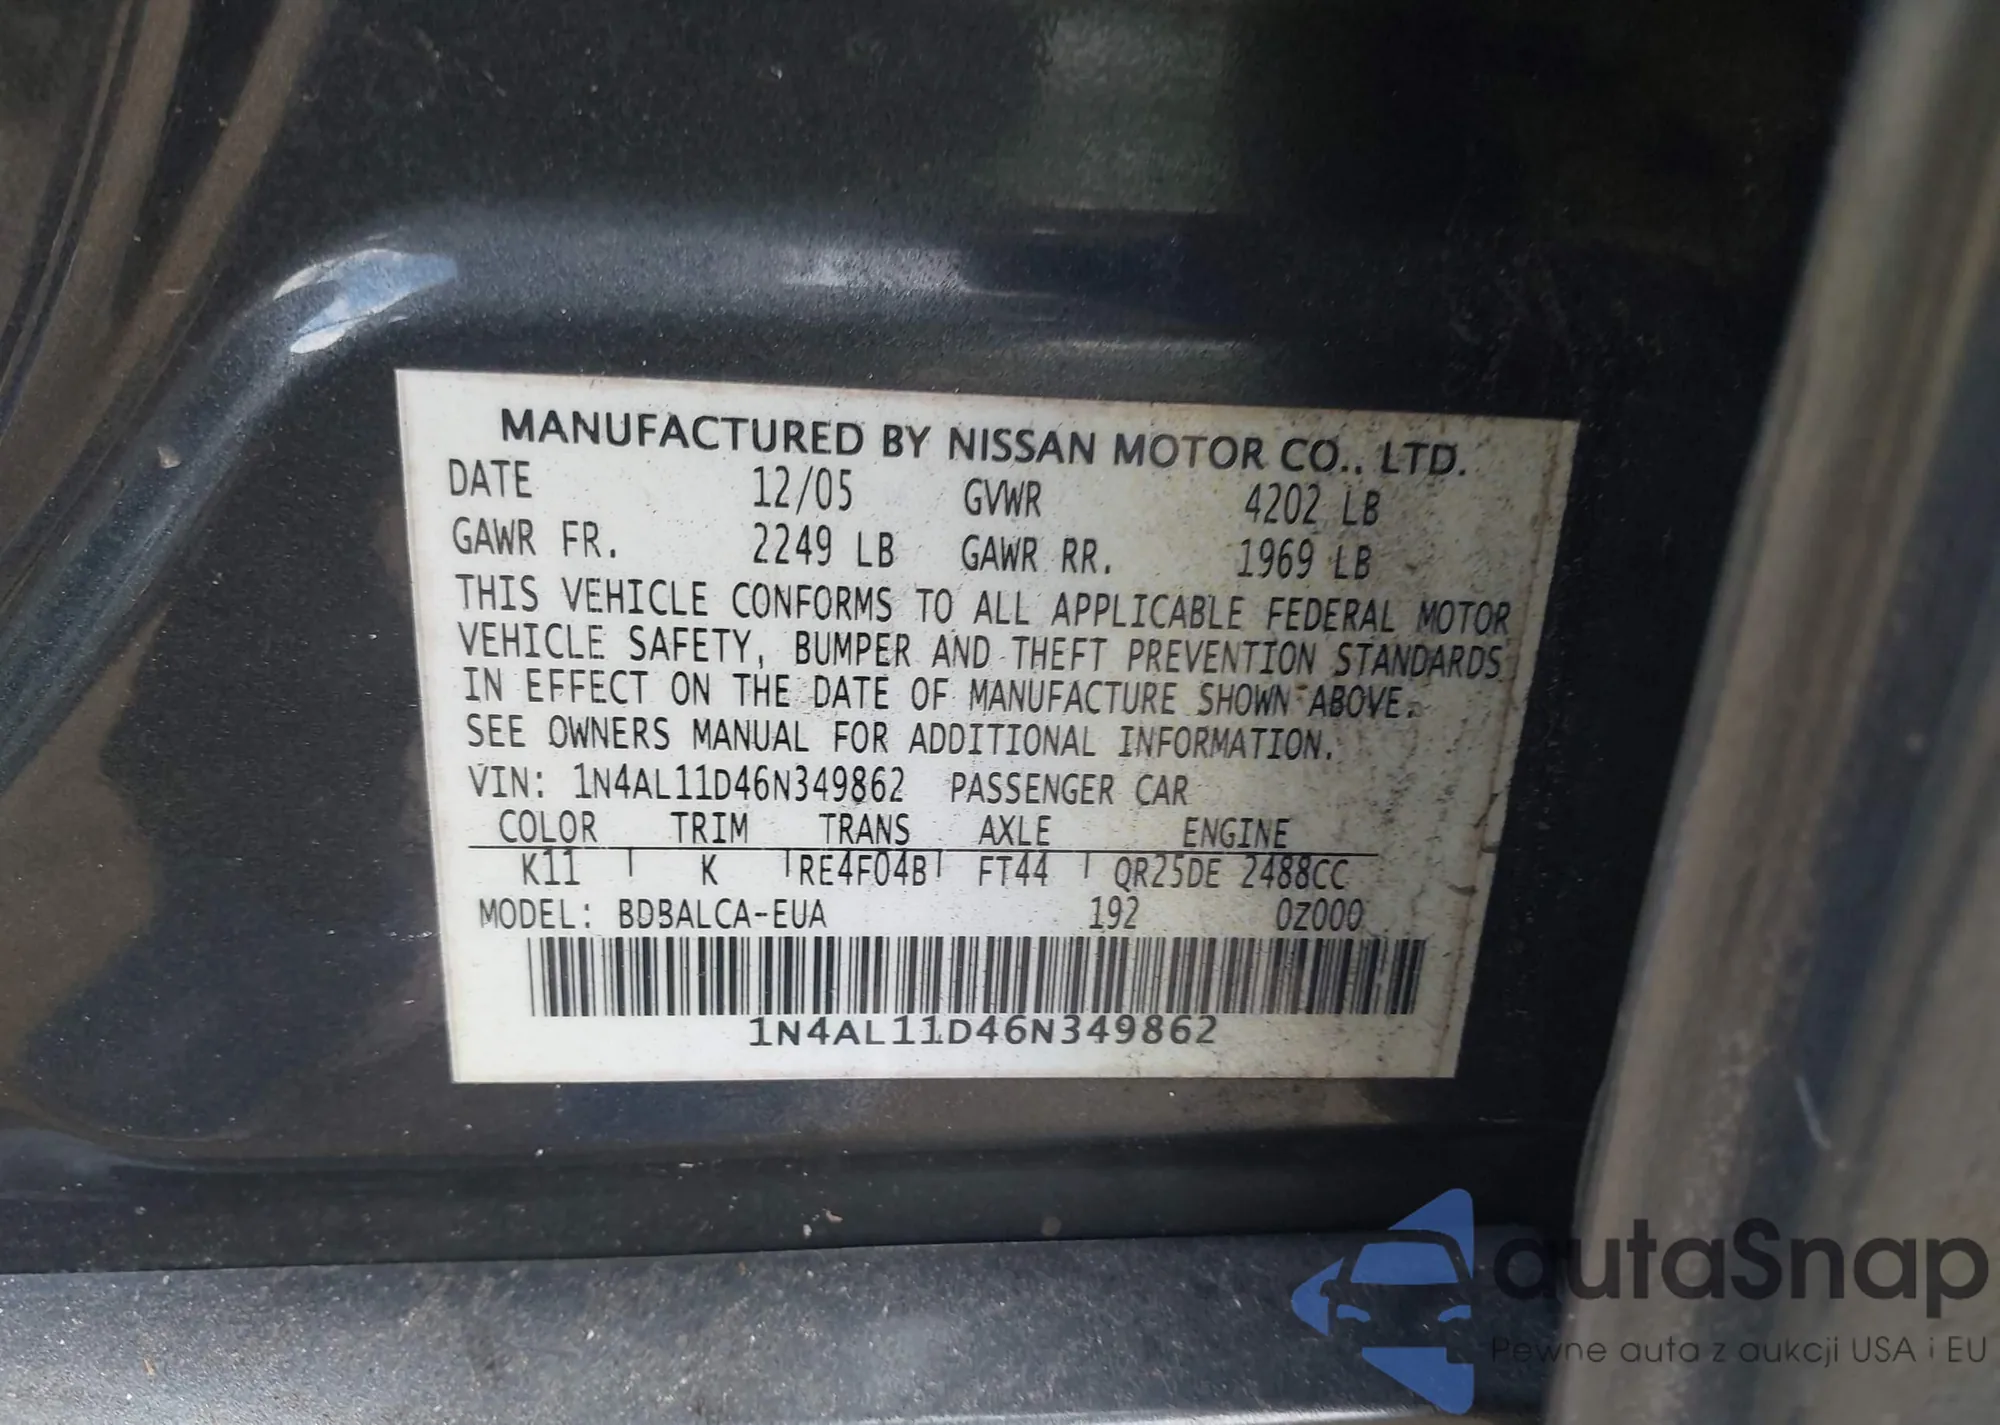 MANUFACTURED BY NISSAN MOTOR CO., LTD.
DATE 12/05 GVWR 4202 LB
GAWR FR. 2249 LB GAWR RR. 1969 LB
THIS VEHICLE CONFORMS TO ALL APPLICABLE FEDERAL MOTOR
VEHICLE SAFETY, BUMPER AND THEFT PREVENTION STANDARDS
IN EFFECT ON THE DATE OF MANUFACTURE SHOWN ABOVE.
SEE OWNERS MANUAL FOR ADDITIONAL INFORMATION.
VIN: 1N4AL11D46N349862 PASSENGER CAR
COLOR TRIM TRANS AXLE ENGINE
K11 K RE4F04B FT44 QR25DE 2488CC
MODEL: BDBALCA-EUA 192 0Z000
1N4AL11D46N349862
autaSnap
Pewne auta z aukcji USA i EU